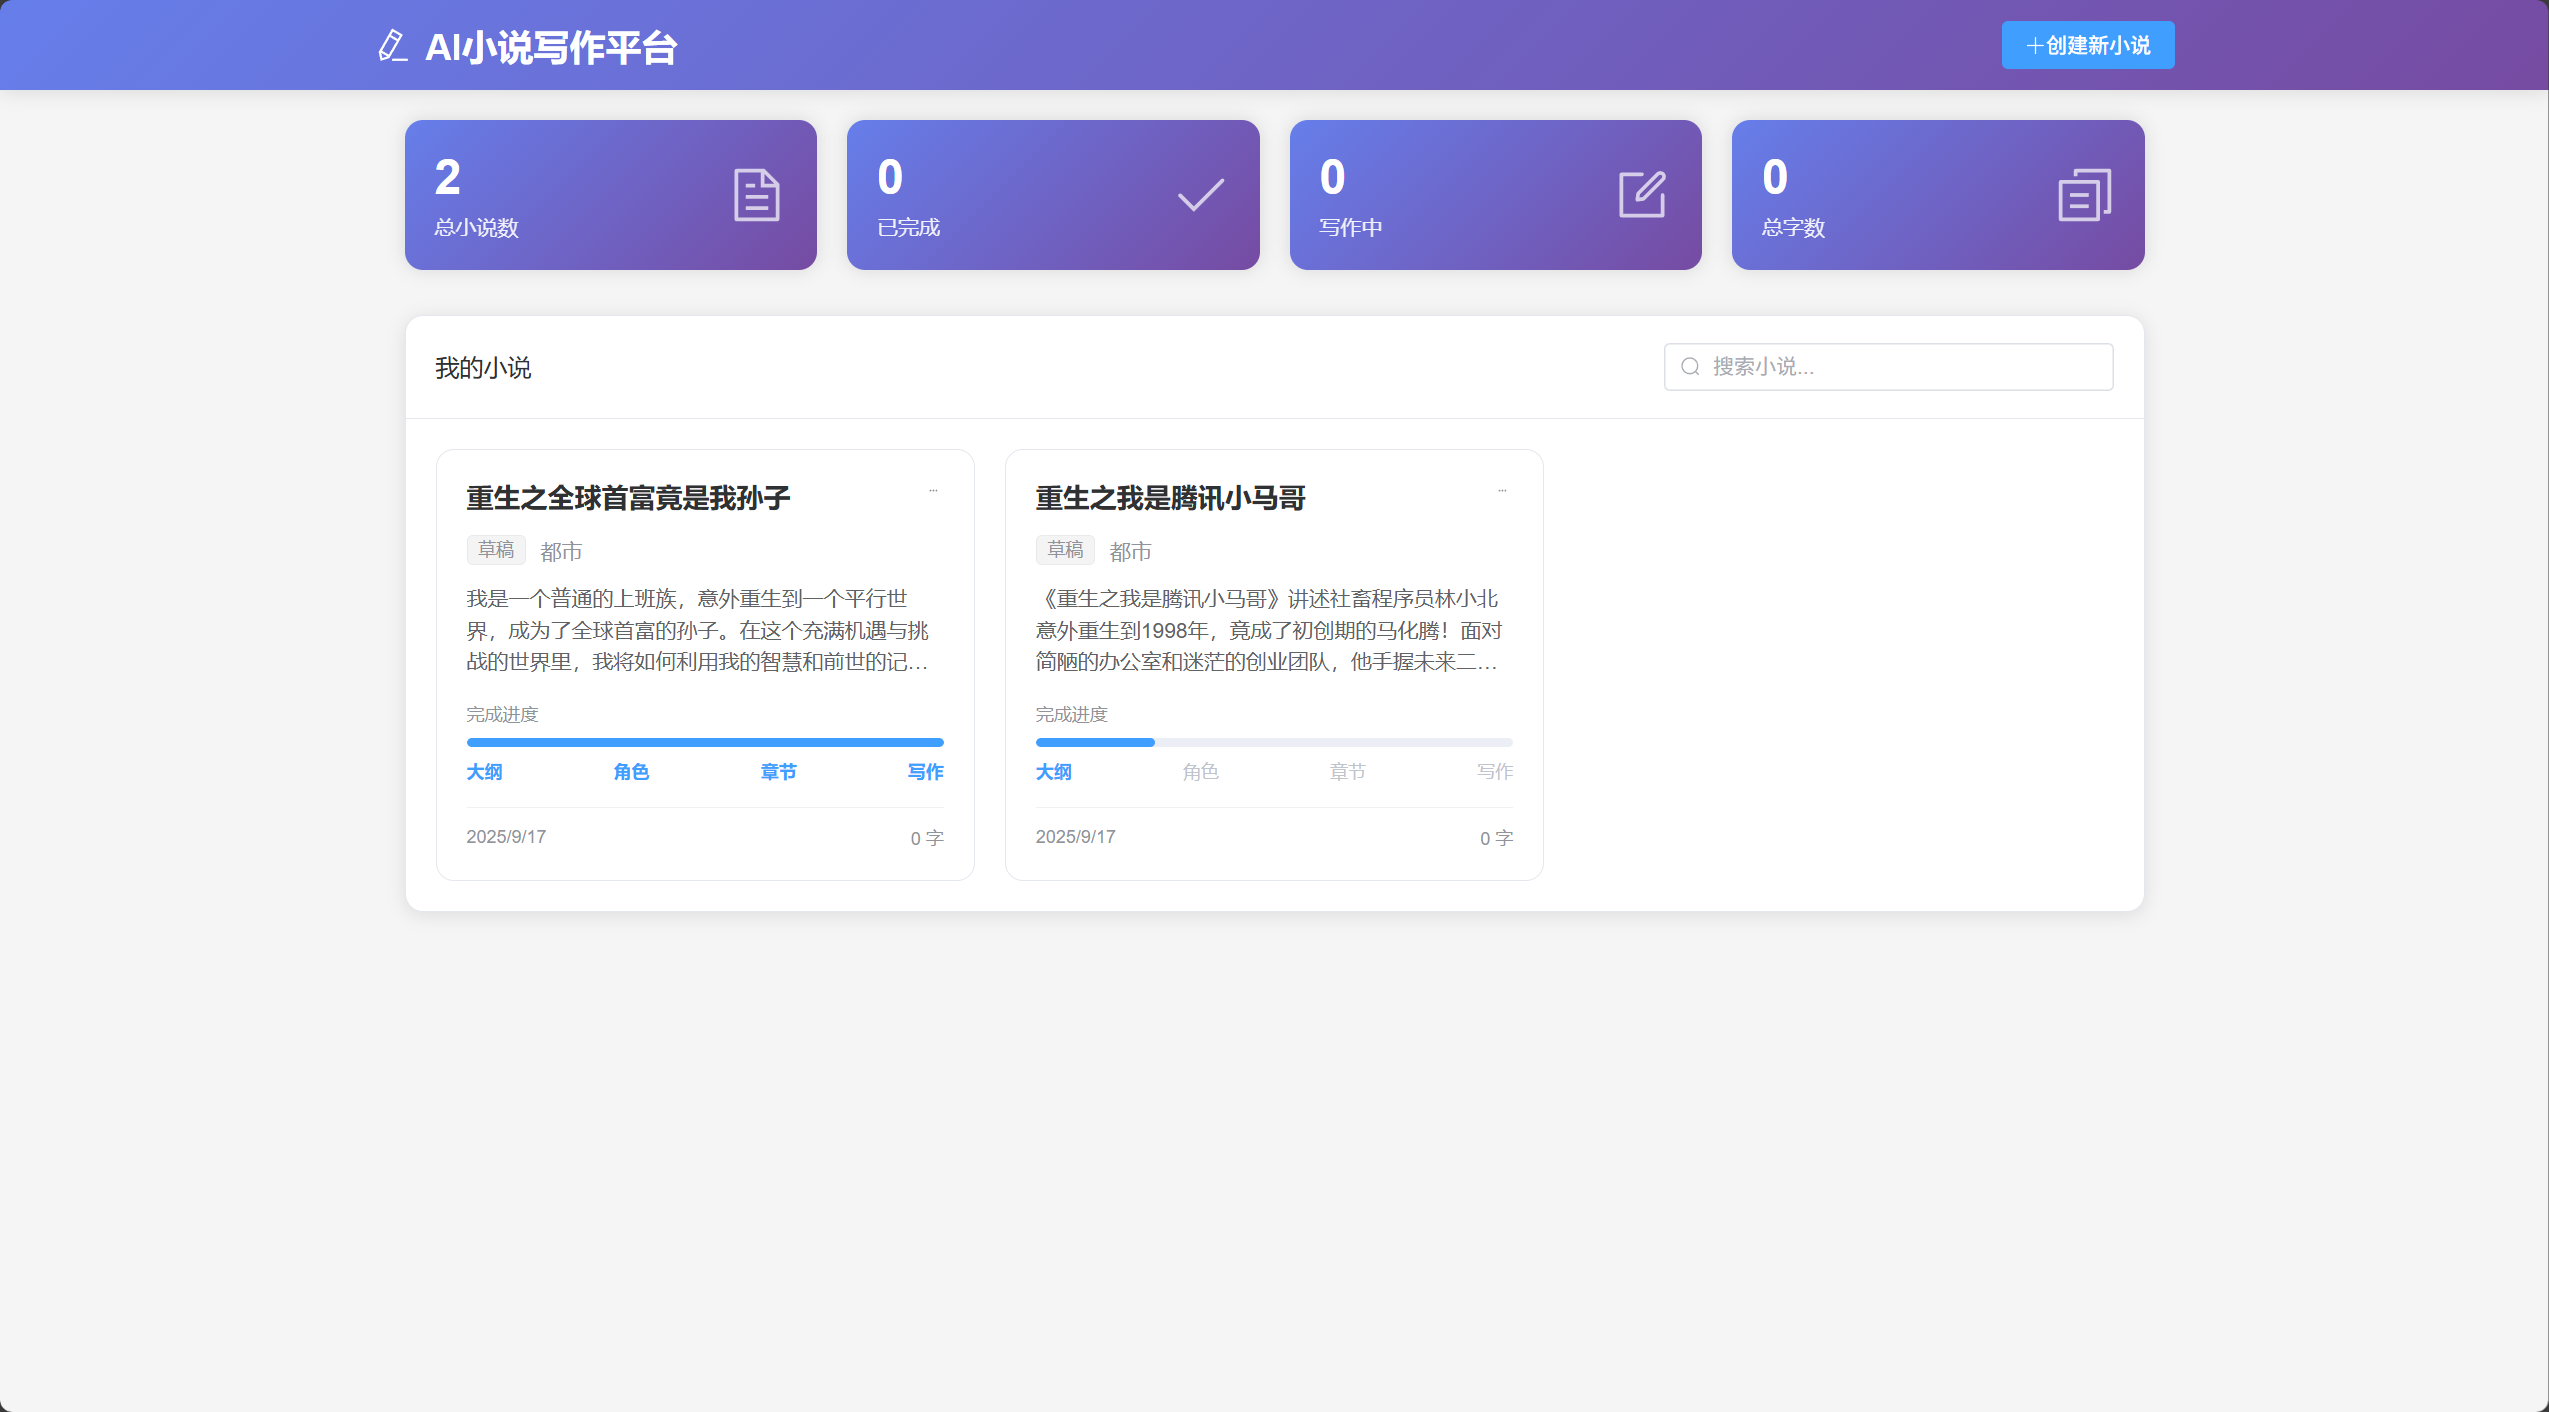 AI小说写作平台
+创建新小说
2
总小说数
0
已完成
0
写作中
0
总字数
我的小说
搜索小说...
重生之全球首富竟是我孙子
...
草稿 都市
我是一个普通的上班族，意外重生到一个平行世
界，成为了全球首富的孙子。在这个充满机遇与挑
战的世界里，我将如何利用我的智慧和前世的记...
完成进度
大纲 角色 章节 写作
2025/9/17 0 字
重生之我是腾讯小马哥
...
草稿 都市
《重生之我是腾讯小马哥》讲述社畜程序员林小北
意外重生到1998年，竟成了初创期的马化腾！面对
简陋的办公室和迷茫的创业团队，他手握未来二...
完成进度
大纲 角色 章节 写作
2025/9/17 0 字